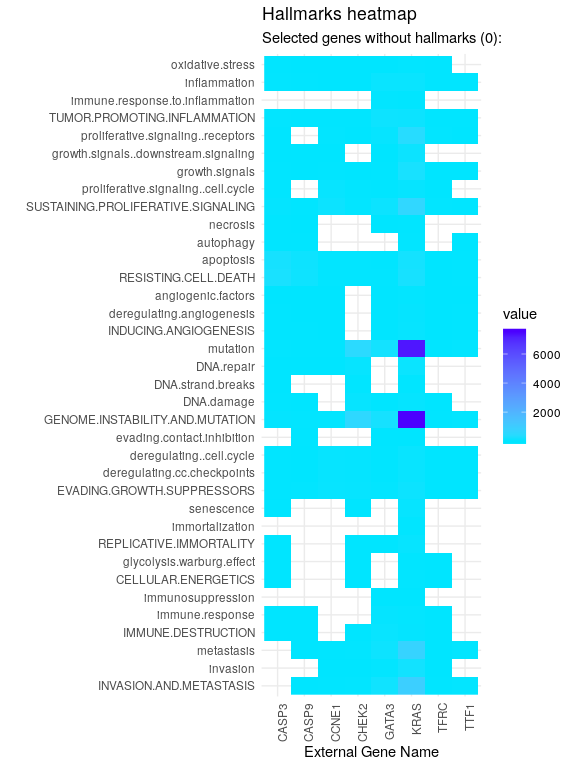 Hallmarks heatmap
Selected genes without hallmarks (0):
oxidative.stress
inflammation
immune.response.to.inflammation
TUMOR.PROMOTING.INFLAMMATION
proliferative.signaling..receptors
growth.signals..downstream.signaling
growth.signals
proliferative.signaling..cell.cycle
SUSTAINING.PROLIFERATIVE.SIGNALING
necrosis
autophagy
apoptosis
RESISTING.CELL.DEATH
angiogenic.factors
deregulating.angiogenesis
INDUCING.ANGIOGENESIS
mutation
DNA.repair
DNA.strand.breaks
DNA.damage
GENOME.INSTABILITY.AND.MUTATION
evading.contact.inhibition
deregulating..cell.cycle
deregulating.cc.checkpoints
EVADING.GROWTH.SUPPRESSORS
senescence
immortalization
REPLICATIVE.IMMORTALITY
glycolysis.warburg.effect
CELLULAR.ENERGETICS
immunosuppression
immune.response
IMMUNE.DESTRUCTION
metastasis
invasion
INVASION.AND.METASTASIS
CASP3
CASP9
CCNE1
CHEK2
GATA3
KRAS
TFRC
TTF1
External Gene Name
value
6000
4000
2000